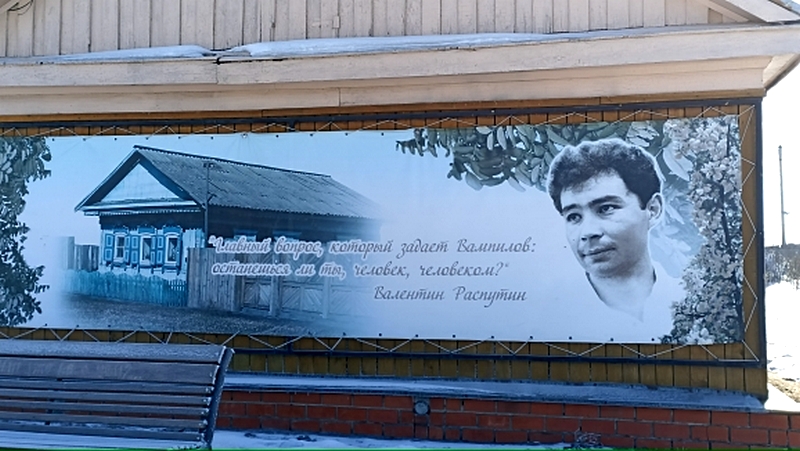 "Главный вопрос, который задает Вампилов:
останешься ли ты, человек, человеком?"
Валентин Распутин